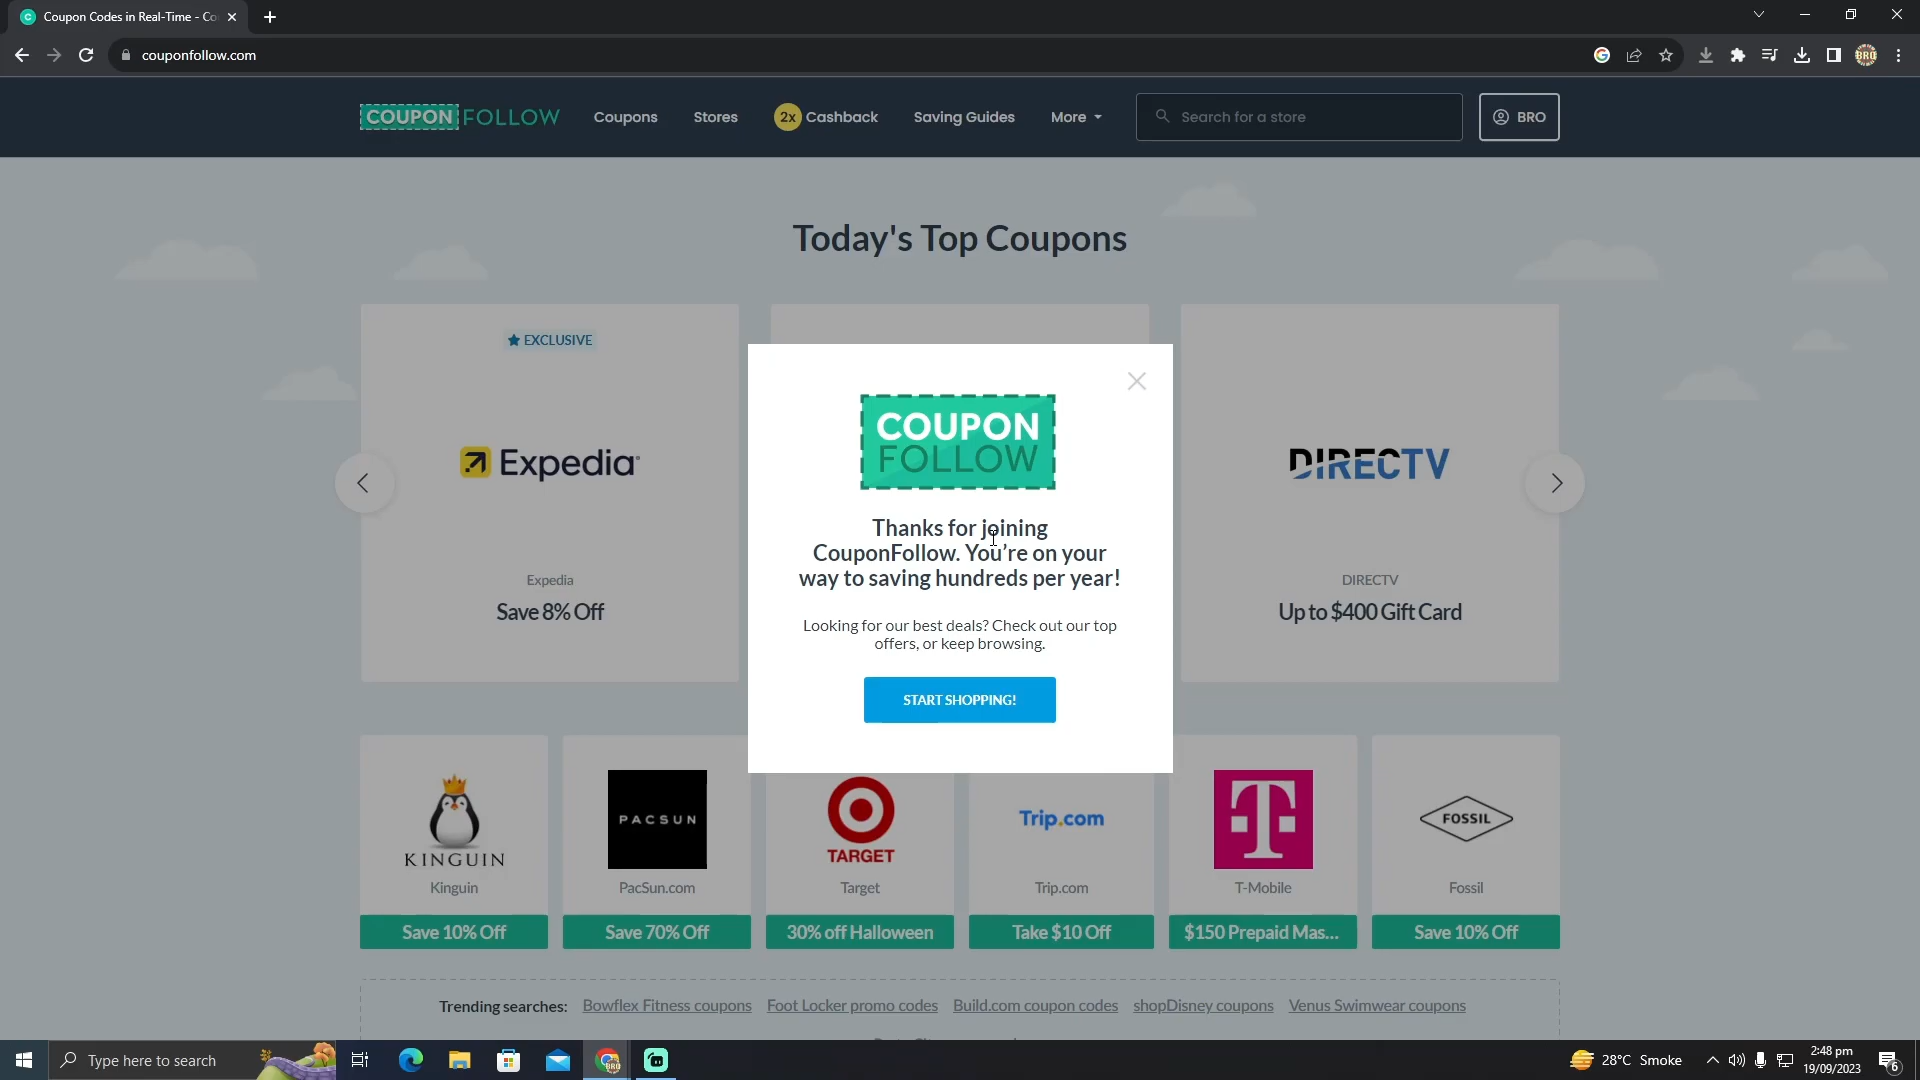 Coupon Codes in Real-Time - Co
couponfollow.com
BRO
COUPON FOLLOW
Coupons
Stores
2x Cashback
Saving Guides
More
Search for a store
BRO
Today's Top Coupons
EXCLUSIVE
Expedia
Expedia
Save 8% Off
DIRECTV
DIRECTV
Up to $400 Gift Card
COUPON
FOLLOW
Thanks for joining
CouponFollow. You're on your
way to saving hundreds per year!
Looking for our best deals? Check out our top
offers, or keep browsing.
START SHOPPING!
KINGUIN
Kinguin
Save 10% Off
PACSUN
PacSun.com
Save 70% Off
TARGET
Target
30% off Halloween
Trip.com
Trip.com
Take $10 Off
T
T-Mobile
$150 Prepaid Mas...
FOSSIL
Fossil
Save 10% Off
Trending searches: Bowflex Fitness coupons Foot Locker promo codes Build.com coupon codes shopDisney coupons Venus Swimwear coupons
Type here to search
28°C Smoke
2:48 pm
19/09/2023
6